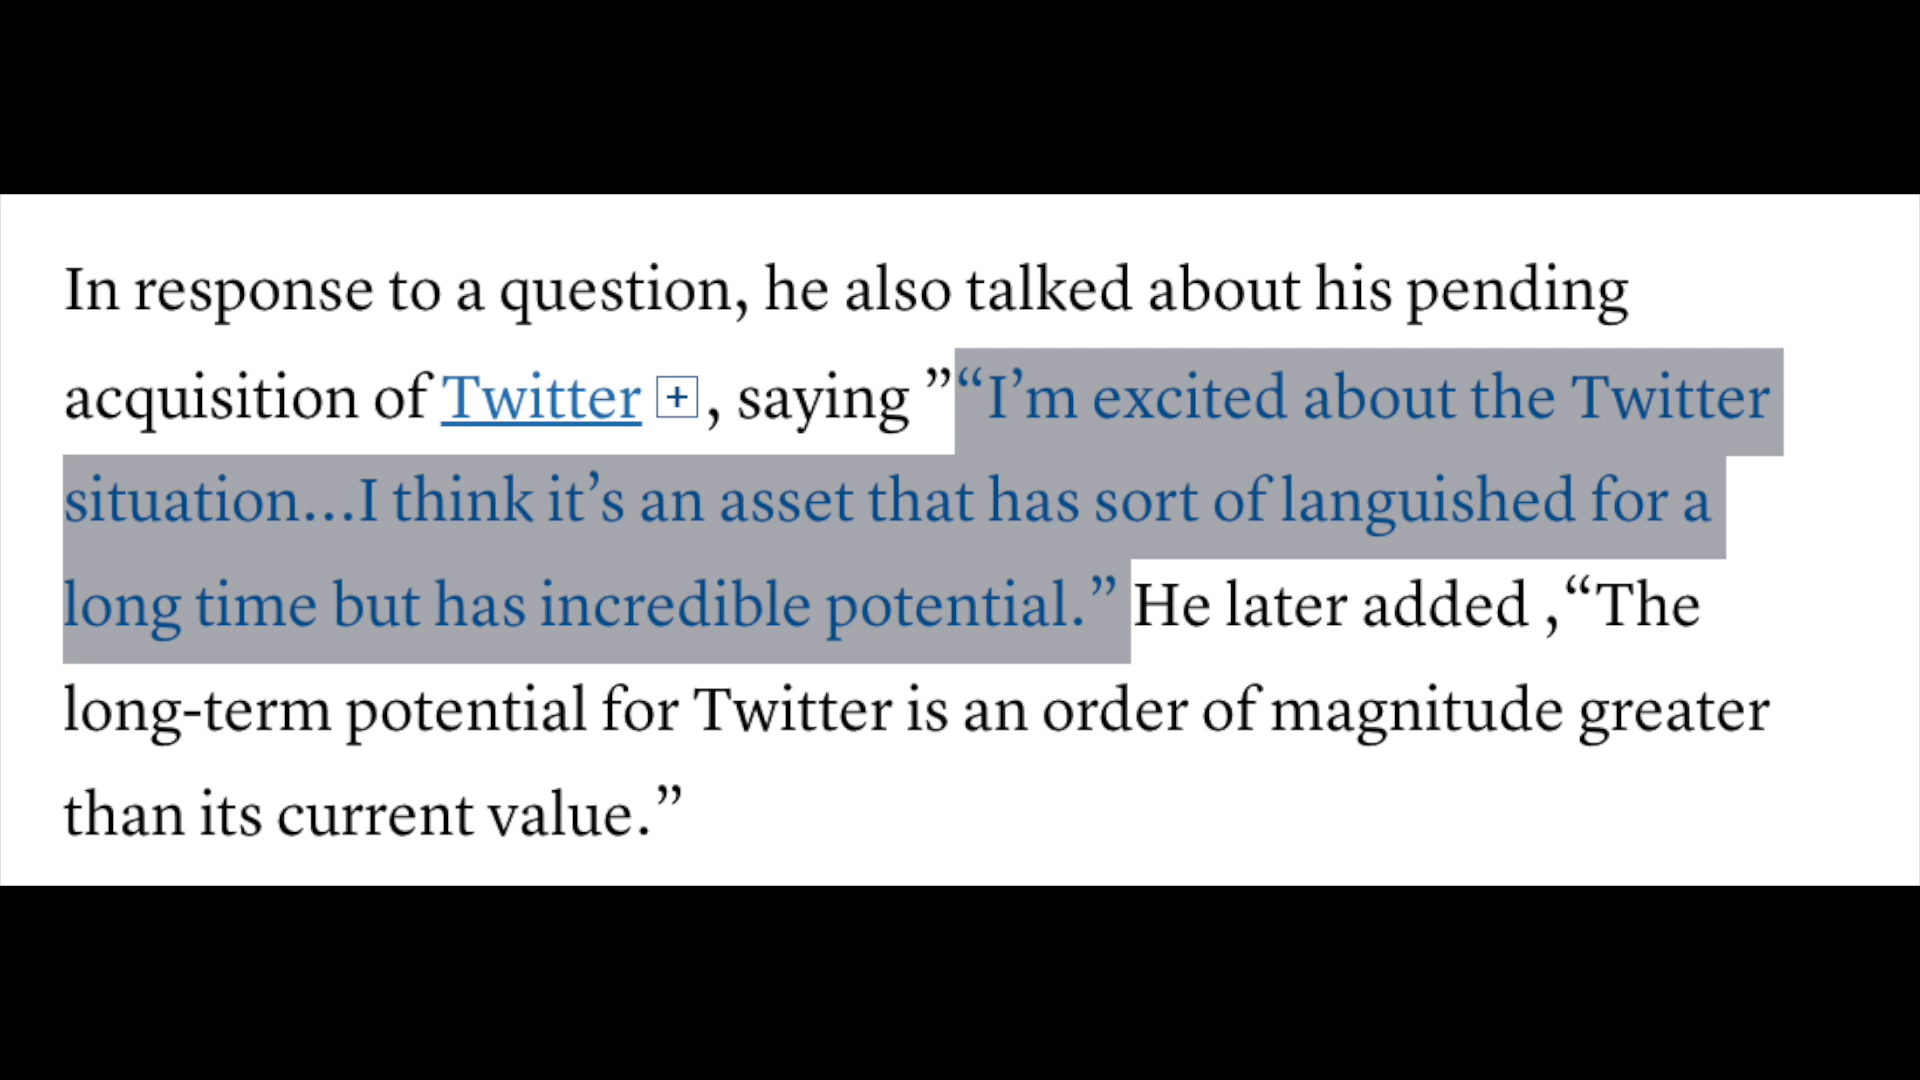 In response to a question, he also talked about his pending
acquisition of Twitter +, saying ”“I’m excited about the Twitter
situation...I think it’s an asset that has sort of languished for a
long time but has incredible potential.” He later added ,“The
long-term potential for Twitter is an order of magnitude greater
than its current value.”